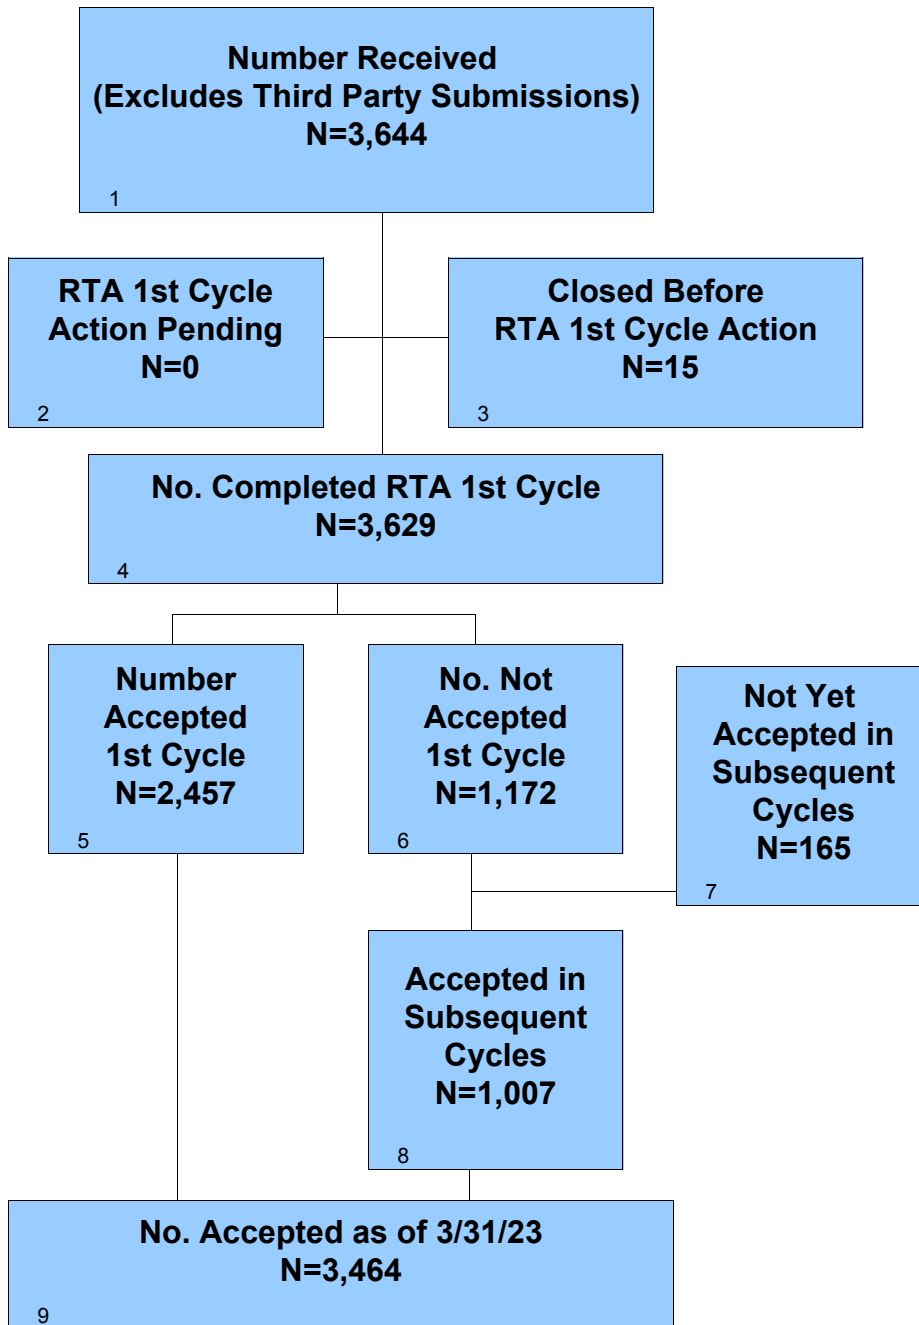 Number Received
(Excludes Third Party Submissions)
N=3,644
1
RTA 1st Cycle
Action Pending
N=0
2
Closed Before
RTA 1st Cycle Action
N=15
3
No. Completed RTA 1st Cycle
N=3,629
4
Number
Accepted
1st Cycle
N=2,457
5
No. Not
Accepted
1st Cycle
N=1,172
6
Not Yet
Accepted in
Subsequent
Cycles
N=165
7
Accepted in
Subsequent
Cycles
N=1,007
8
No. Accepted as of 3/31/23
N=3,464
9